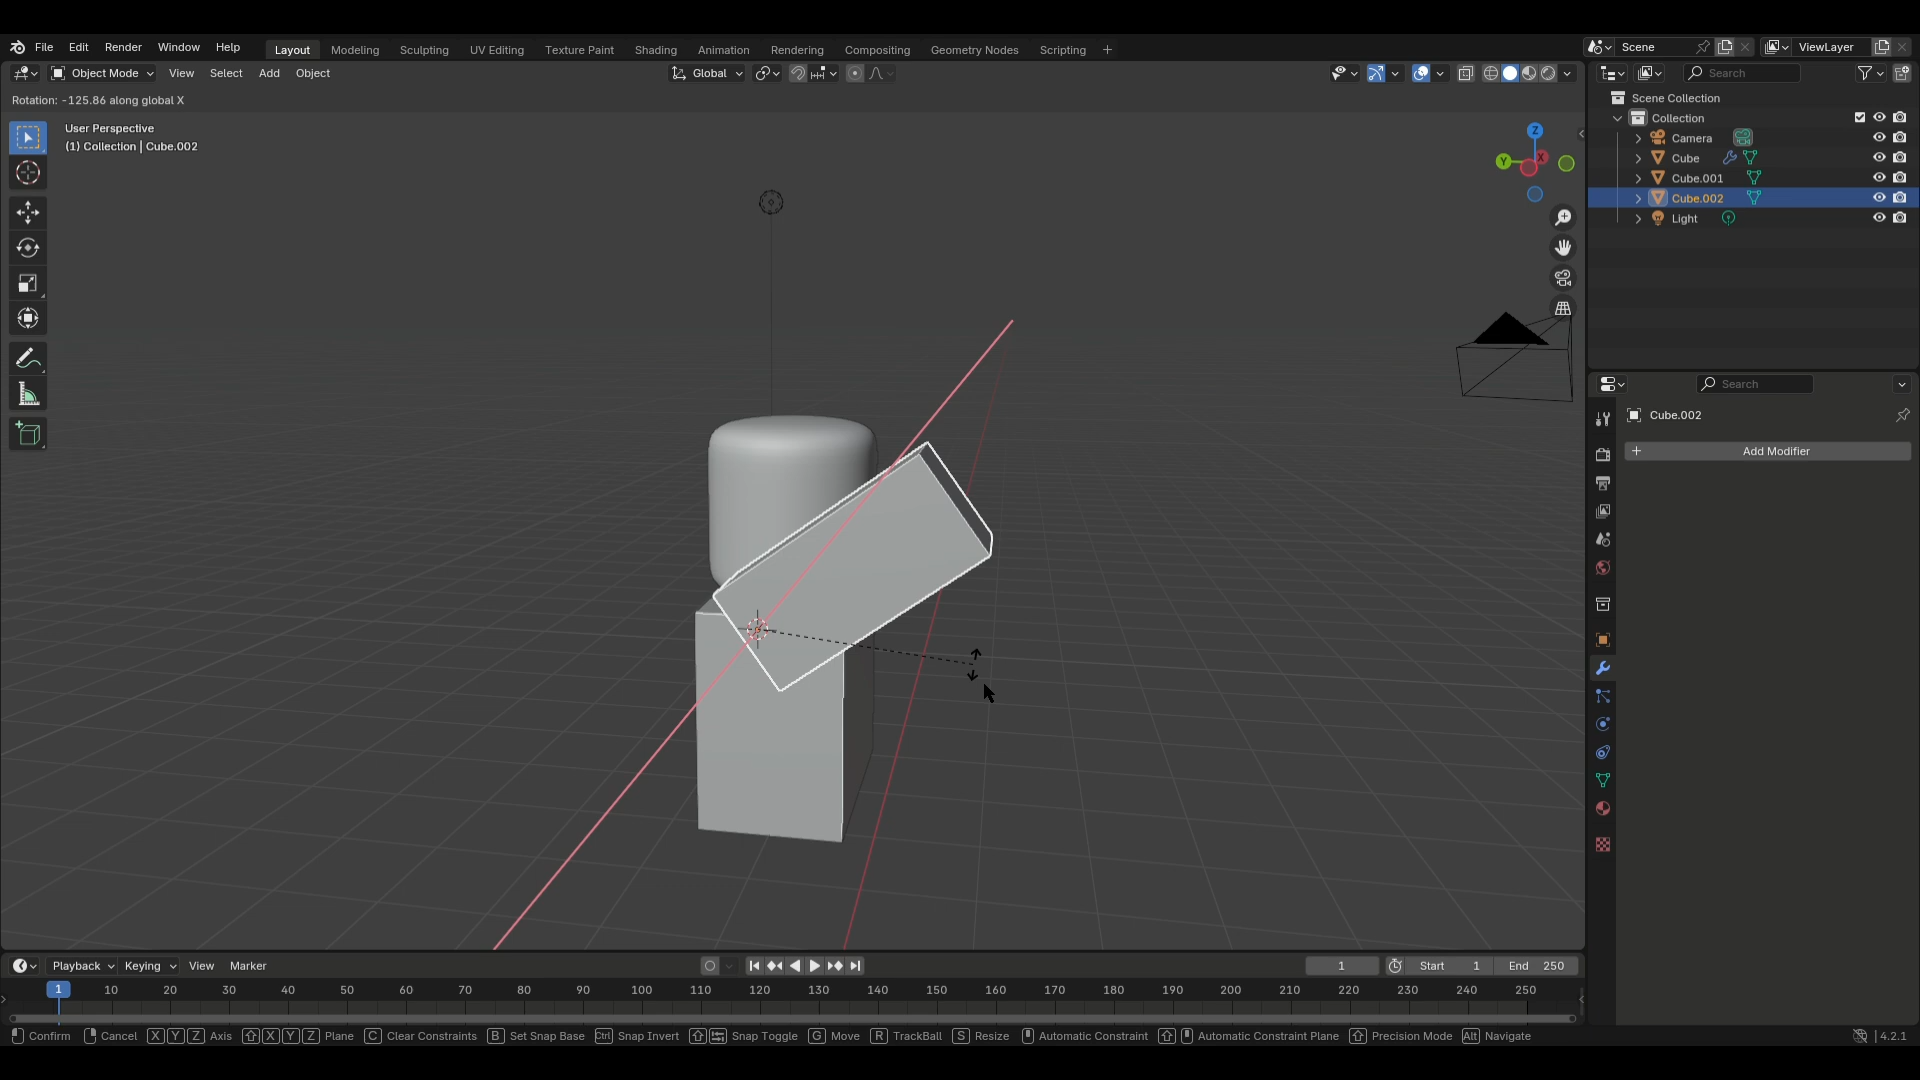 File Edit Render Window Help Layout Modeling Sculpting UV Editing Texture Paint Shading Animation Rendering Compositing Geometry Nodes Scripting + Scene ViewLayer
Object Mode View Select Add Object Global Search
Rotation: -125.86 along global X
User Perspective
(1) Collection | Cube.002
Z
Y X
Scene Collection
Collection
Camera
Cube
Cube.001
Cube.002
Light
Search
Cube.002
+ Add Modifier
Playback Keying View Marker 1 Start 1 End 250
1 10 20 30 40 50 60 70 80 90 100 110 120 130 140 150 160 170 180 190 200 210 220 230 240 250
Confirm Cancel X Y Z Axis X Y Z Plane C Clear Constraints B Set Snap Base Ctrl Snap Invert Snap Toggle G Move R TrackBall S Resize Automatic Constraint Automatic Constraint Plane Precision Mode Alt Navigate 4.2.1